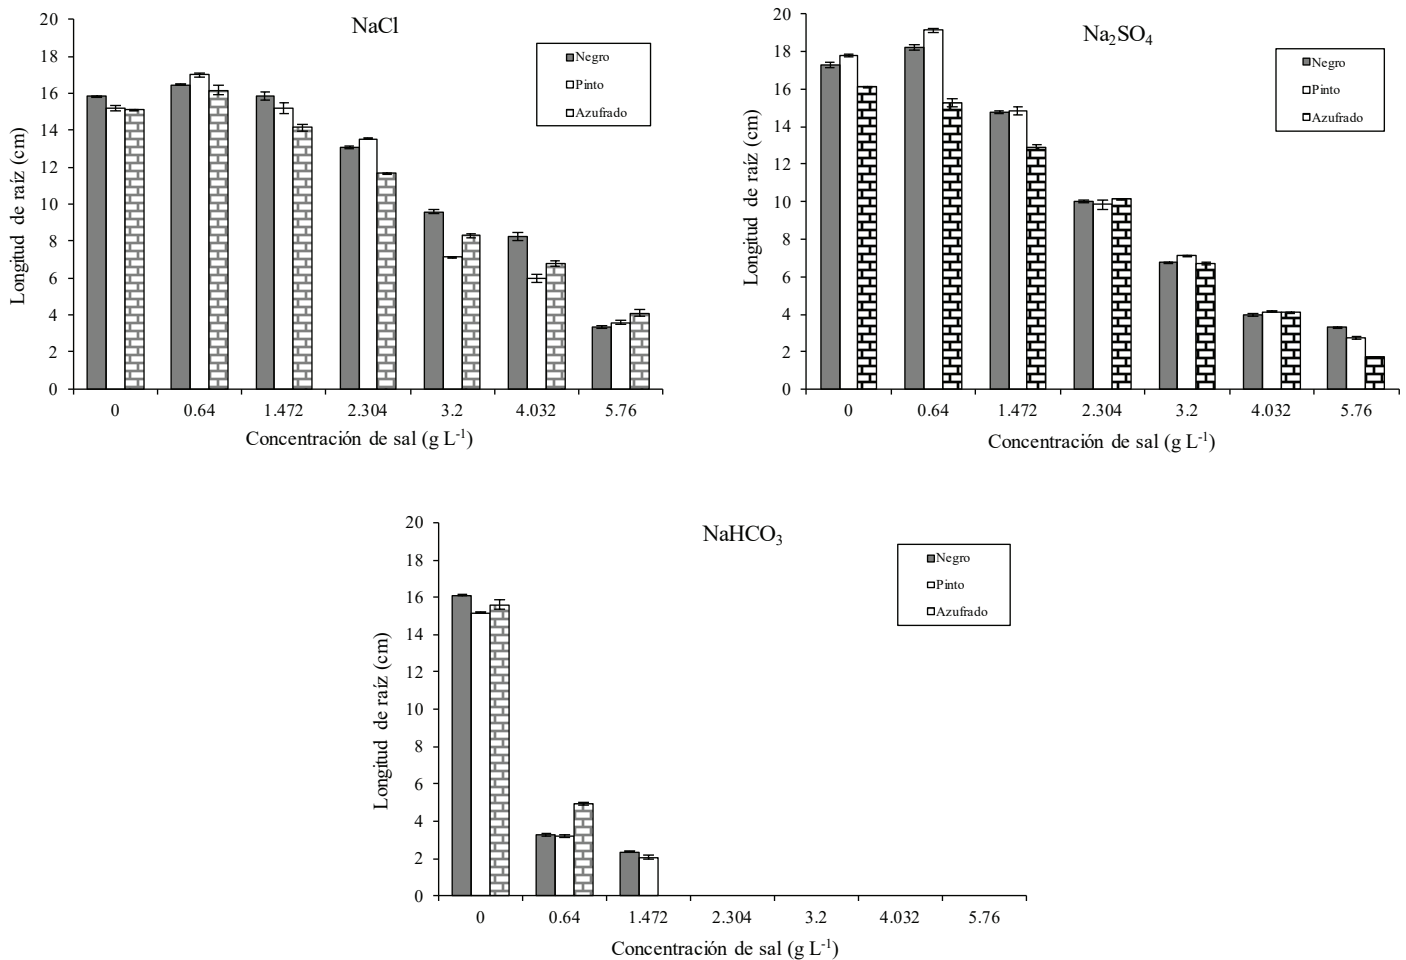 NaCl
Negro
Pinto
Azufrado
Longitud de raíz (cm)
20
18
16
14
12
10
8
6
4
2
0
0 0.64 1.472 2.304 3.2 4.032 5.76
Concentración de sal (g L⁻¹)
Na₂SO₄
Negro
Pinto
Azufrado
Longitud de raíz (cm)
20
18
16
14
12
10
8
6
4
2
0
0 0.64 1.472 2.304 3.2 4.032 5.76
Concentración de sal (g L⁻¹)
NaHCO₃
Negro
Pinto
Azufrado
Longitud de raíz (cm)
20
18
16
14
12
10
8
6
4
2
0
0 0.64 1.472 2.304 3.2 4.032 5.76
Concentración de sal (g L⁻¹)